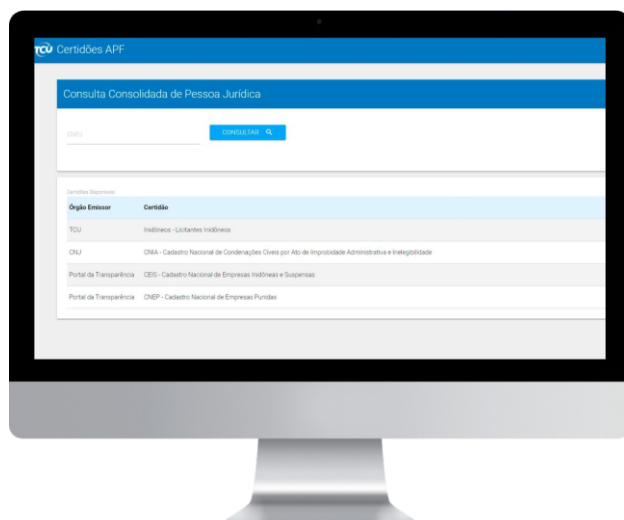 TCU Certidões APF
Consulta Consolidada de Pessoa Jurídica
CNPJ
CONSULTAR
Certidões Disponíveis
Órgão Emissor Certidão
TCU Inidôneos - Licitantes Inidôneos
CNJ CNIA - Cadastro Nacional de Condenações Cíveis por Ato de Improbidade Administrativa e Inelegibilidade
Portal da Transparência CEIS - Cadastro Nacional de Empresas Inidôneas e Suspensas
Portal da Transparência CNEP - Cadastro Nacional de Empresas Punidas